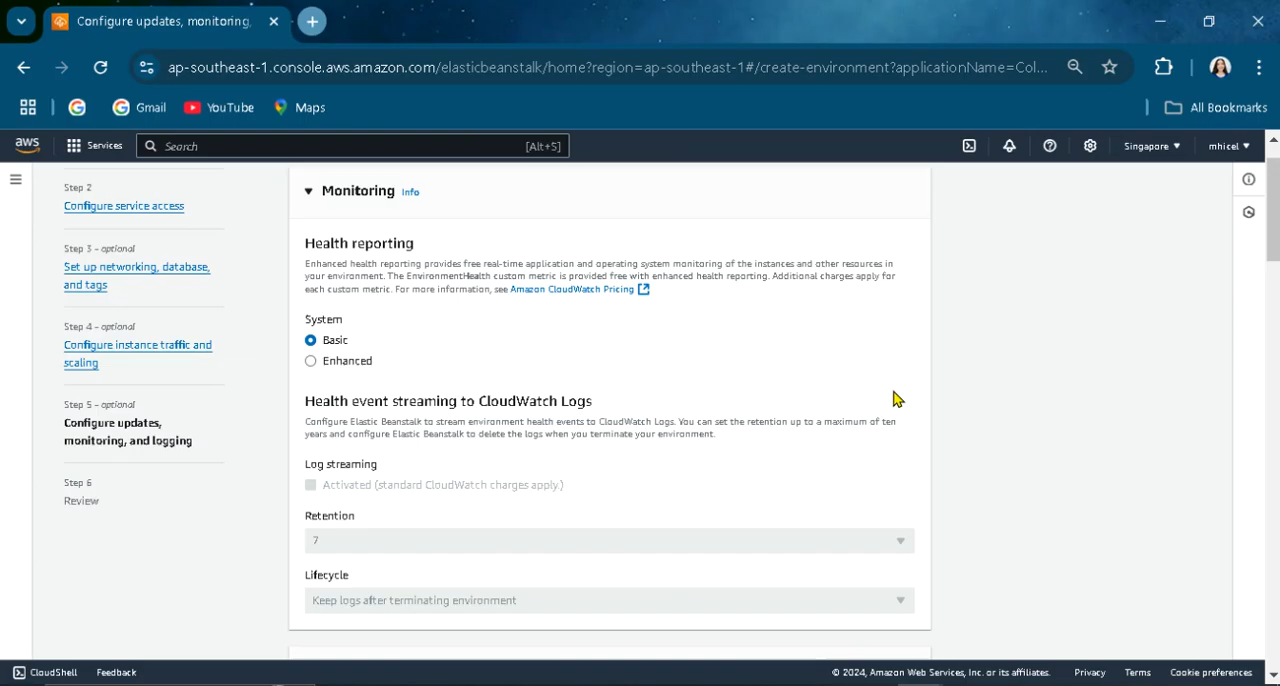 Configure updates, monitoring,
ap-southeast-1.console.aws.amazon.com/elasticbeanstalk/home?region=ap-southeast-1#/create-environment?applicationName=Col...
Gmail
YouTube
Maps
All Bookmarks
aws
Services
Search
[Alt+S]
Singapore
mhicel
Step 2
Configure service access
Step 3 - optional
Set up networking, database,
and tags
Step 4 - optional
Configure instance traffic and
scaling
Step 5 - optional
Configure updates,
monitoring, and logging
Step 6
Review
Monitoring Info
Health reporting
Enhanced health reporting provides free real-time application and operating system monitoring of the instances and other resources in
your environment. The EnvironmentHealth custom metric is provided free with enhanced health reporting. Additional charges apply for
each custom metric. For more information, see Amazon CloudWatch Pricing
System
Basic
Enhanced
Health event streaming to CloudWatch Logs
Configure Elastic Beanstalk to stream environment health events to CloudWatch Logs. You can set the retention up to a maximum of ten
years and configure Elastic Beanstalk to delete the logs when you terminate your environment.
Log streaming
Activated (standard CloudWatch charges apply.)
Retention
7
Lifecycle
Keep logs after terminating environment
CloudShell
Feedback
© 2024, Amazon Web Services, Inc. or its affiliates.
Privacy
Terms
Cookie preferences